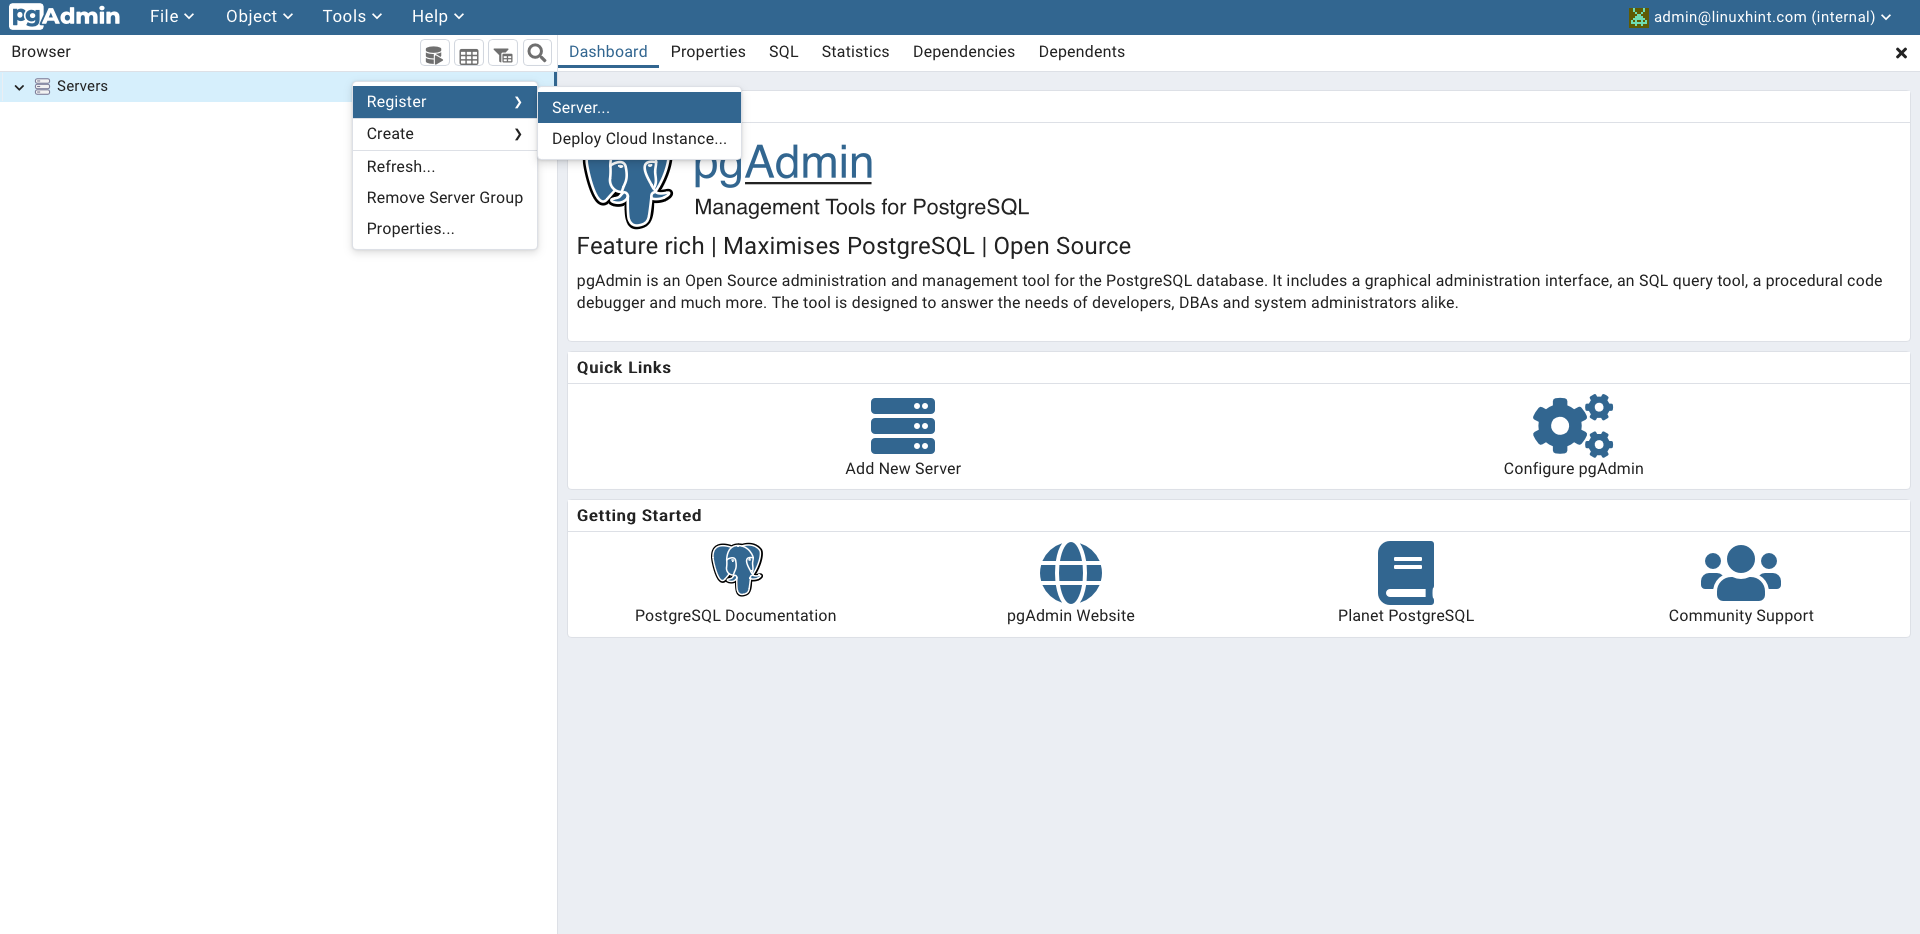 pgAdmin File Object Tools Help admin@linuxhint.com (internal)
Browser Dashboard Properties SQL Statistics Dependencies Dependents
Servers
Register
Create
Refresh...
Remove Server Group
Properties...
Server...
Deploy Cloud Instance...
pgAdmin
Management Tools for PostgreSQL
Feature rich | Maximises PostgreSQL | Open Source
pgAdmin is an Open Source administration and management tool for the PostgreSQL database. It includes a graphical administration interface, an SQL query tool, a procedural code
debugger and much more. The tool is designed to answer the needs of developers, DBAs and system administrators alike.
Quick Links
Add New Server Configure pgAdmin
Getting Started
PostgreSQL Documentation pgAdmin Website Planet PostgreSQL Community Support